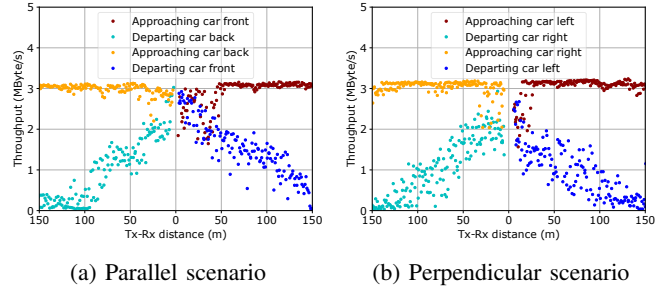 Approaching car front
Departing car back
Approaching car back
Departing car front
5
4
3
2
1
0
Throughput (MByte/s)
150 100 50 0 50 100 150
Tx-Rx distance (m)
(a) Parallel scenario
Approaching car left
Departing car right
Approaching car right
Departing car left
5
4
3
2
1
0
Throughput (MByte/s)
150 100 50 0 50 100 150
Tx-Rx distance (m)
(b) Perpendicular scenario